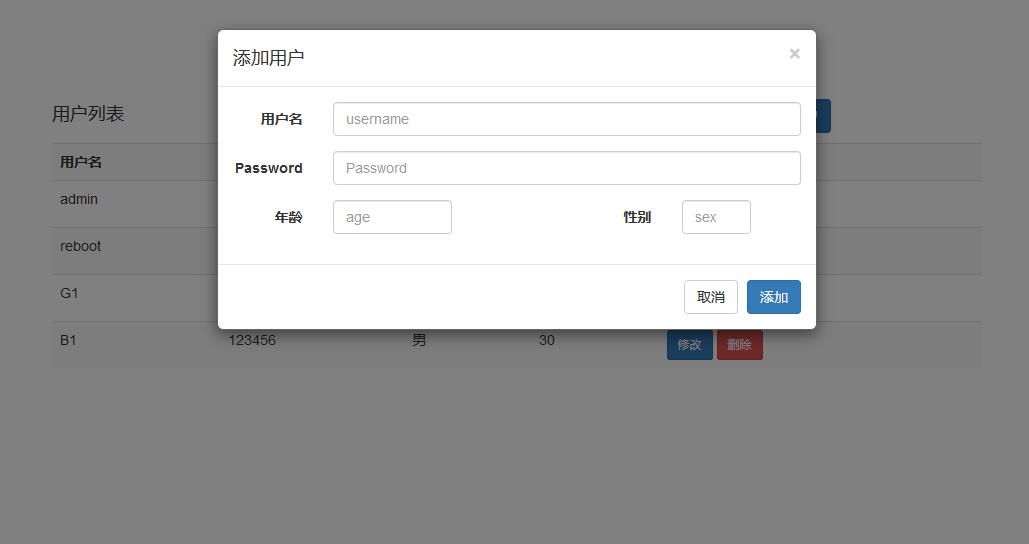 添加用户 ×
用户列表
用户名 username
用户名
Password Password
admin
年龄 age 性别 sex
reboot
G1
取消 添加
B1 123456 男 30 修改 删除